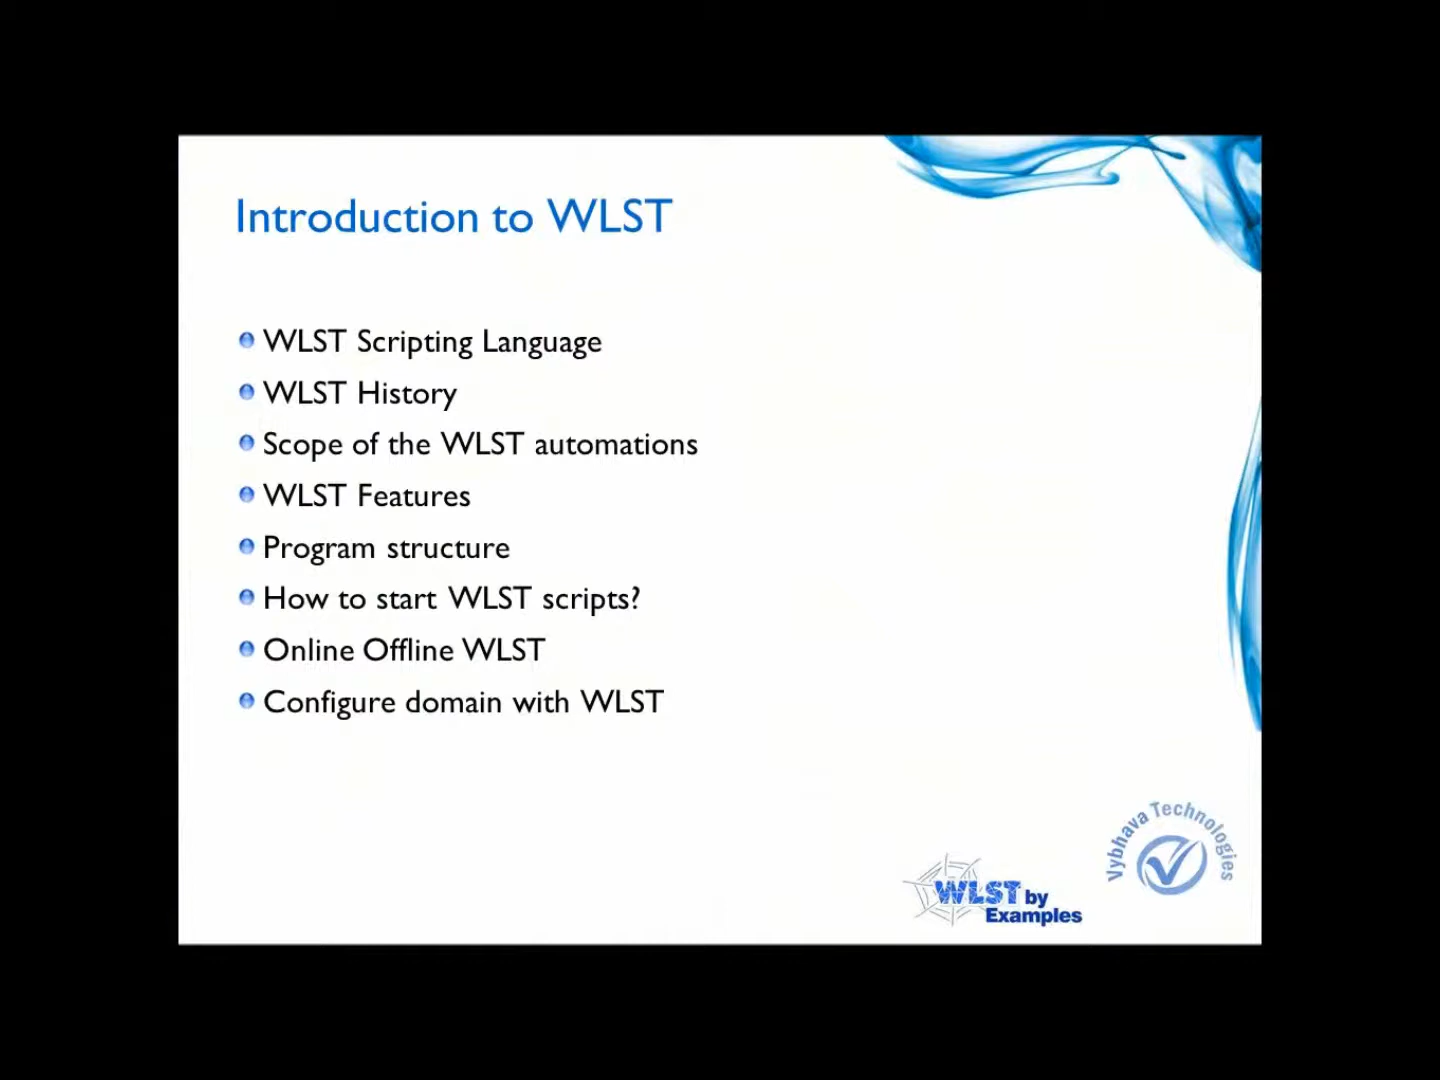 Introduction to WLST
WLST Scripting Language
WLST History
Scope of the WLST automations
WLST Features
Program structure
How to start WLST scripts?
Online Offline WLST
Configure domain with WLST
Vybhava Technologies
WLST by
Examples